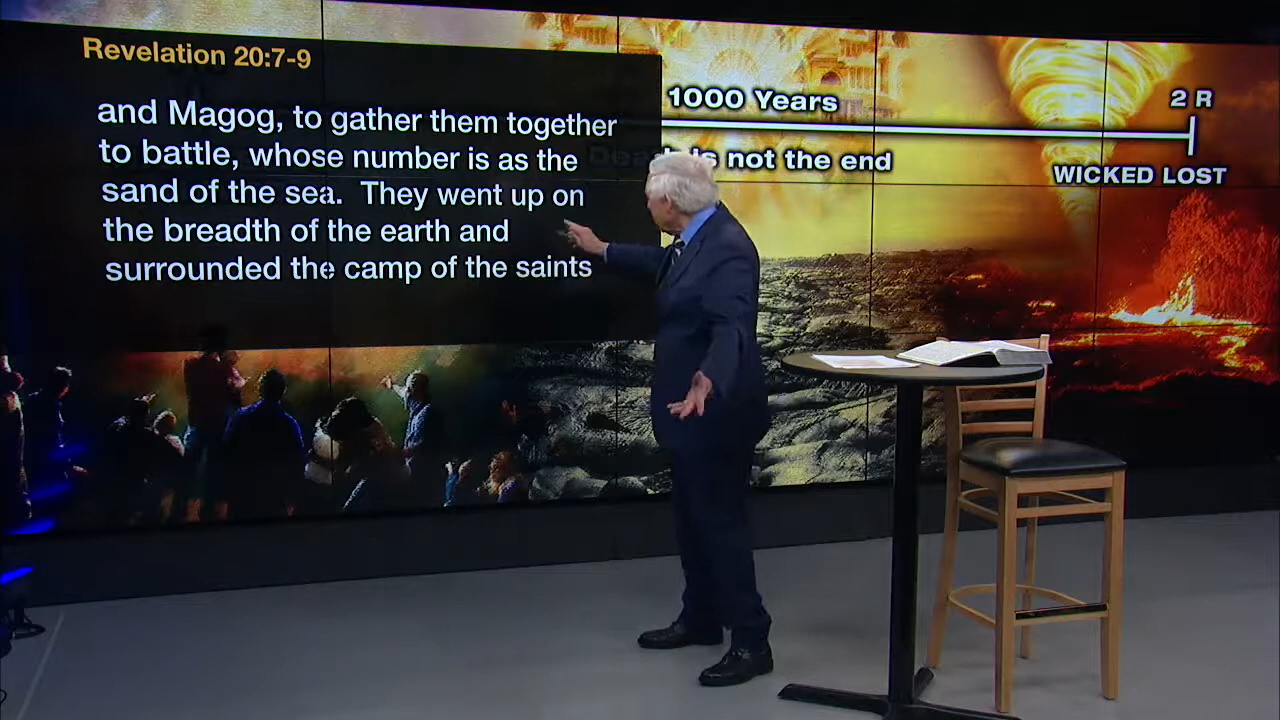 Revelation 20:7-9
and Magog, to gather them together
to battle, whose number is as the
sand of the sea. They went up on
the breadth of the earth and
surrounded the camp of the saints
1000 Years
2 R
is not the end
WICKED LOST